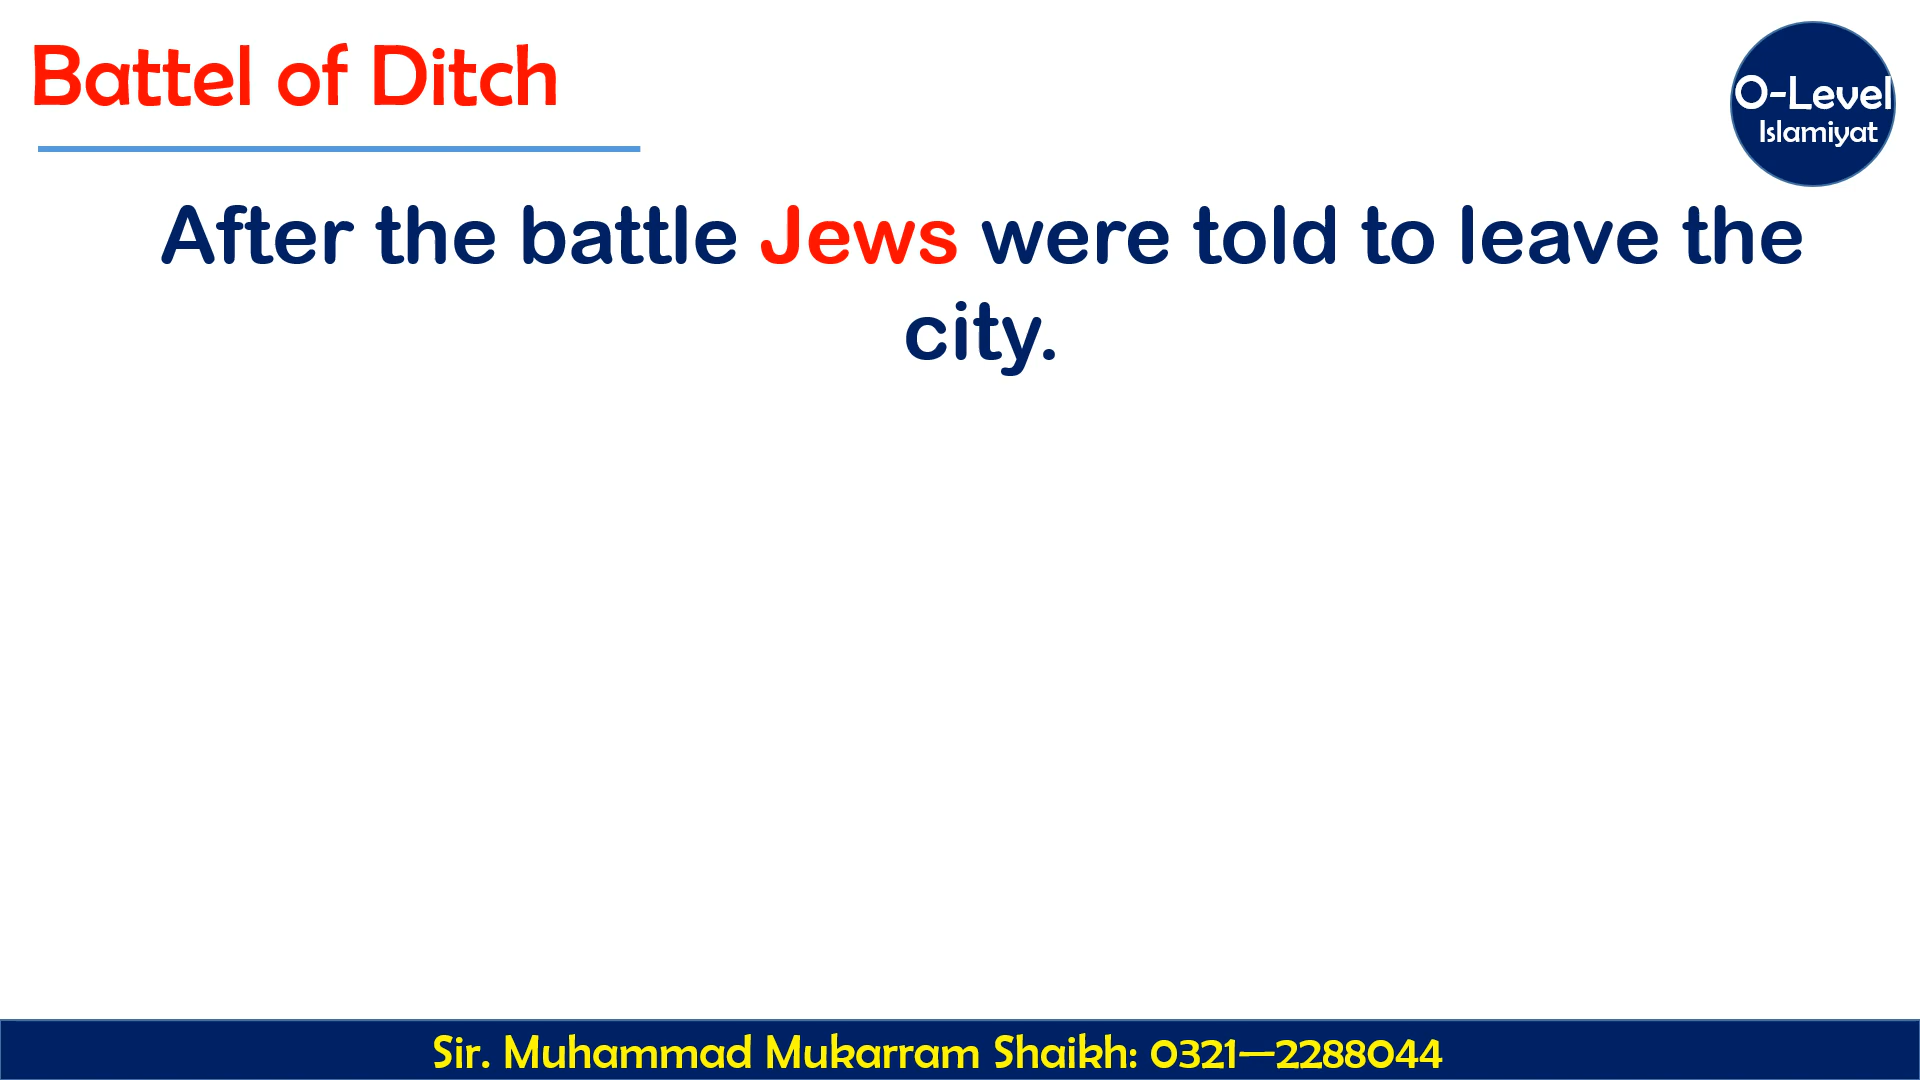 Battel of Ditch
O-Level
Islamiyat
After the battle Jews were told to leave the
city.
Sir. Muhammad Mukarram Shaikh: 0321—2288044